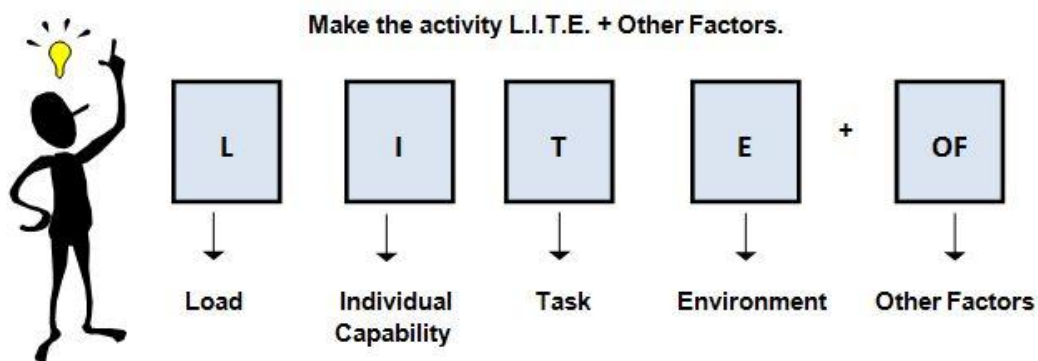 Make the activity L.I.T.E. + Other Factors.
L I T E + OF
Load Individual Capability Task Environment Other Factors